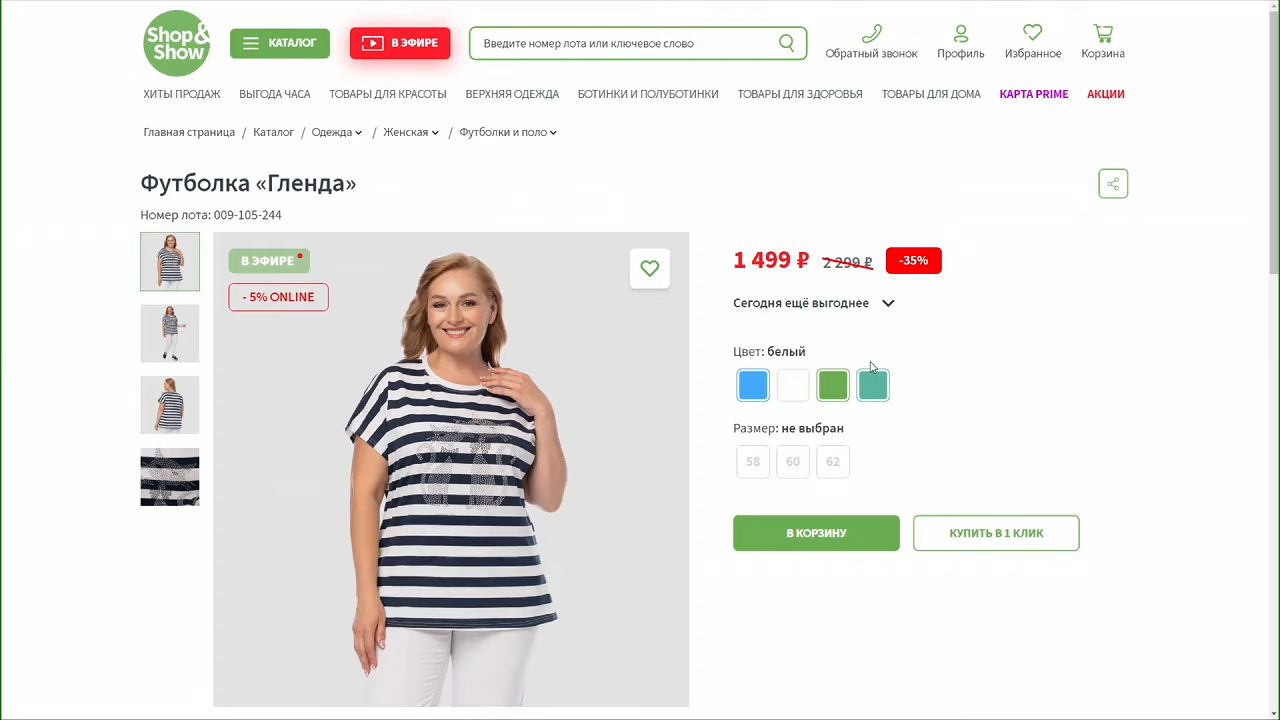 Shop& Show
КАТАЛОГ
В ЭФИРЕ
Введите номер лота или ключевое слово
Обратный звонок
Профиль
Избранное
Корзина
ХИТЫ ПРОДАЖ
ВЫГОДА ЧАСА
ТОВАРЫ ДЛЯ КРАСОТЫ
ВЕРХНЯЯ ОДЕЖДА
БОТИНКИ И ПОЛУБОТИНКИ
ТОВАРЫ ДЛЯ ЗДОРОВЬЯ
ТОВАРЫ ДЛЯ ДОМА
КАРТА PRIME
АКЦИИ
Главная страница / Каталог / Одежда / Женская / Футболки и поло
Футболка «Гленда»
Номер лота: 009-105-244
В ЭФИРЕ
- 5% ONLINE
1 499 ₽ 2 299 ₽ -35%
Сегодня ещё выгоднее
Цвет: белый
Размер: не выбран
58 60 62
В КОРЗИНУ
КУПИТЬ В 1 КЛИК